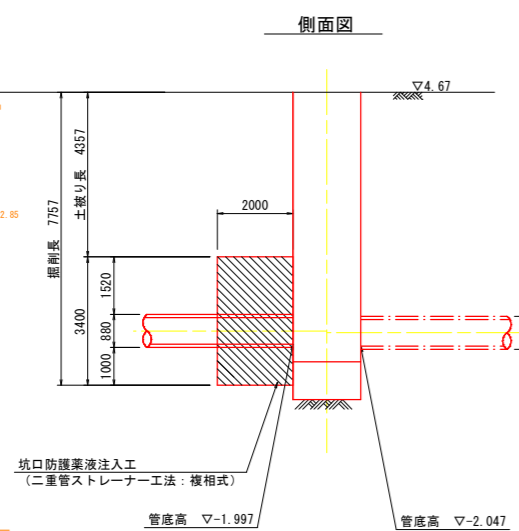 側面図
▽4.67
土被り長 4357
掘削長 7757
2.85
2000
1520
3400
880
1000
坑口防護薬液注入工
(二重管ストレーナー工法：複相式)
管底高 ▽-1.997
管底高 ▽-2.047